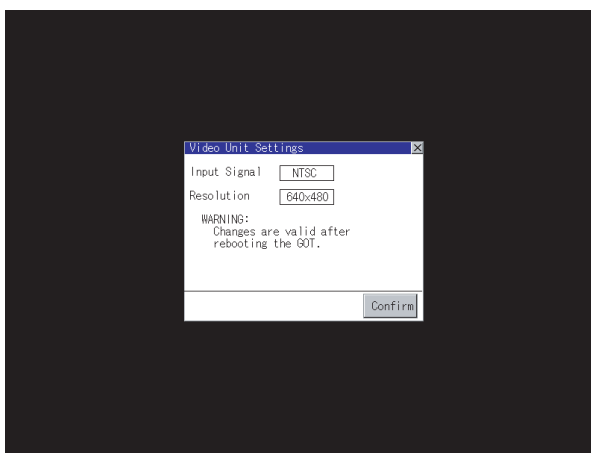 Video Unit Settings
Input Signal NTSC
Resolution 640x480
WARNING:
Changes are valid after
rebooting the GOT.
Confirm